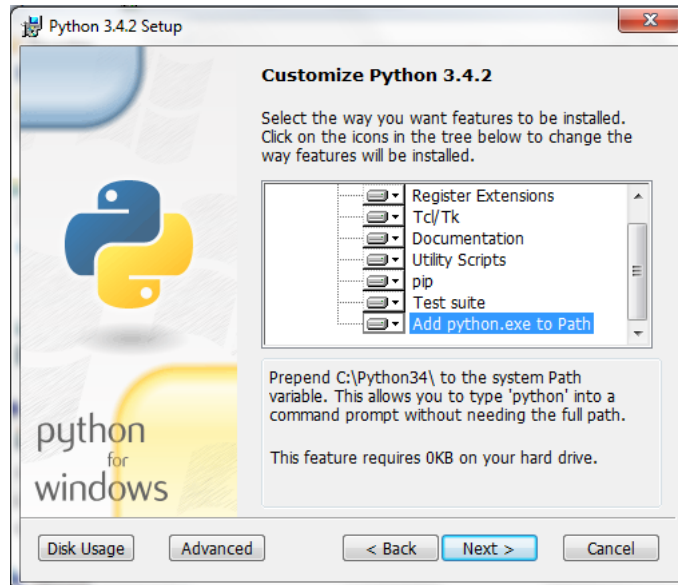 Python 3.4.2 Setup
Customize Python 3.4.2
Select the way you want features to be installed.
Click on the icons in the tree below to change the
way features will be installed.
Register Extensions
Tcl/Tk
Documentation
Utility Scripts
pip
Test suite
Add python.exe to Path
Prepend C:\Python34\ to the system Path
variable. This allows you to type 'python' into a
command prompt without needing the full path.
This feature requires 0KB on your hard drive.
python
for
windows
Disk Usage
Advanced
< Back
Next >
Cancel